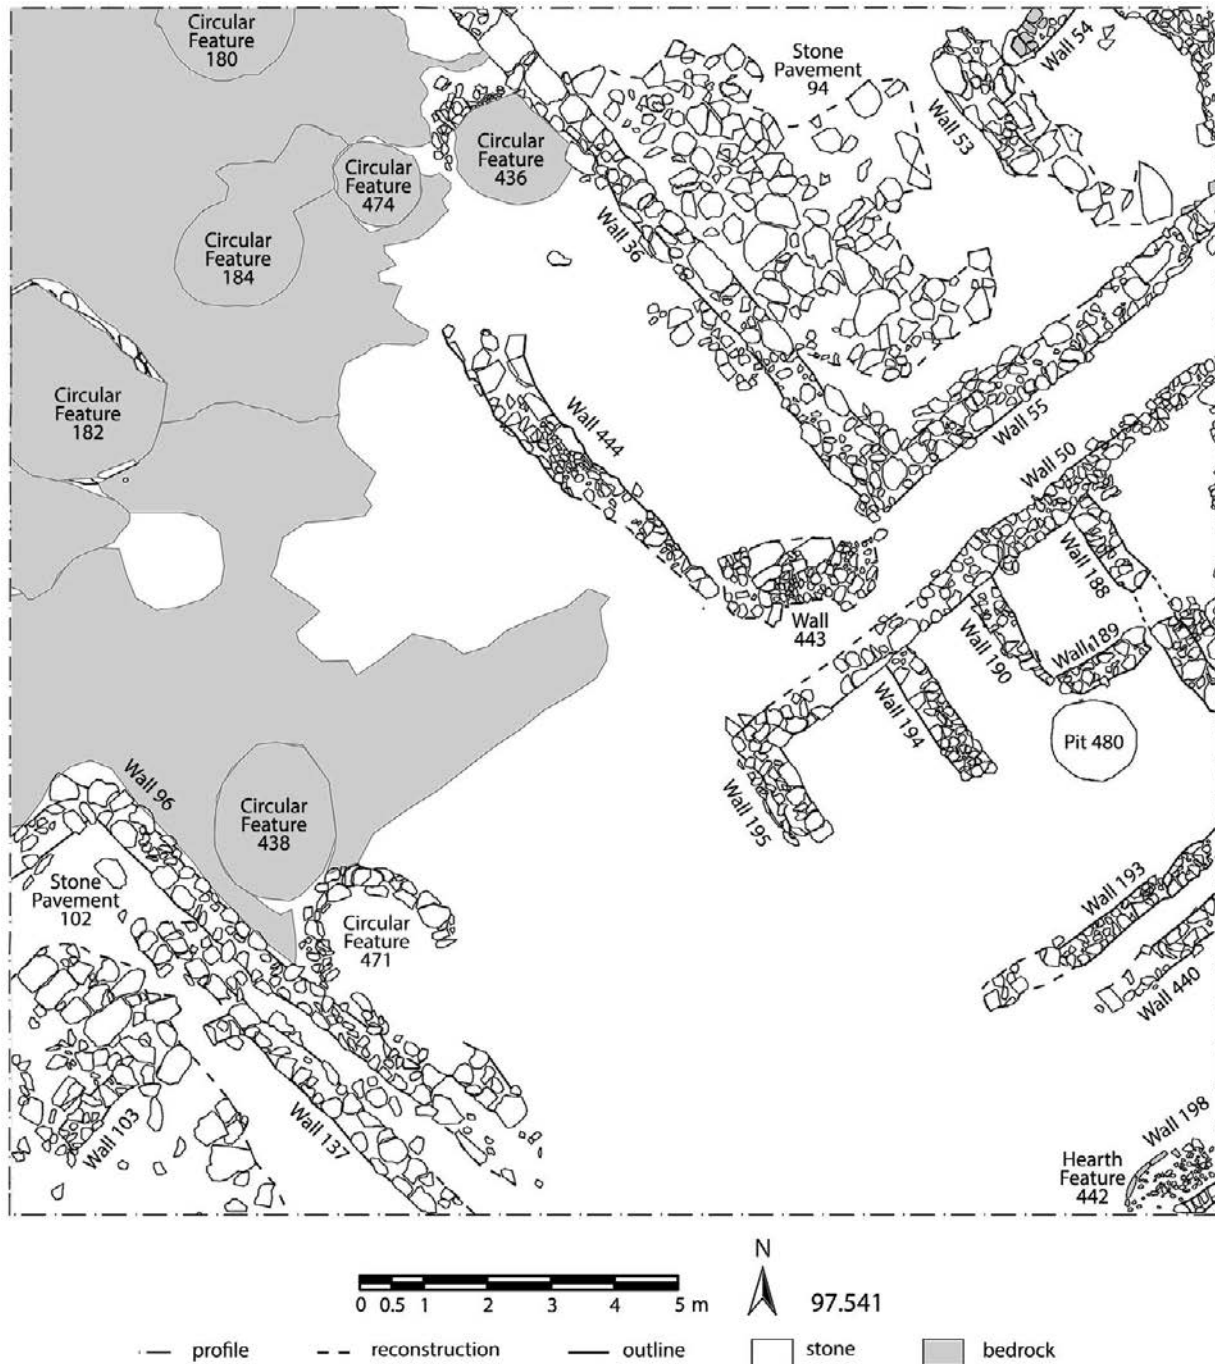 Circular
Feature
180
Stone
Pavement
94
Wall 54
Wall 53
Circular
Feature
436
Circular
Feature
474
Wall 36
Circular
Feature
184
Circular
Feature
182
Wall 444
Wall 55
Wall 50
Wall 188
Wall
443
Wall 190
Wall 189
Wall 194
Pit 480
Wall 195
Wall 96
Circular
Feature
438
Stone
Pavement
102
Circular
Feature
471
Wall 193
Wall 440
Wall 103
Wall 137
Wall 198
Hearth
Feature
442
N
0 0.5 1 2 3 4 5 m
97.541
profile reconstruction outline stone bedrock